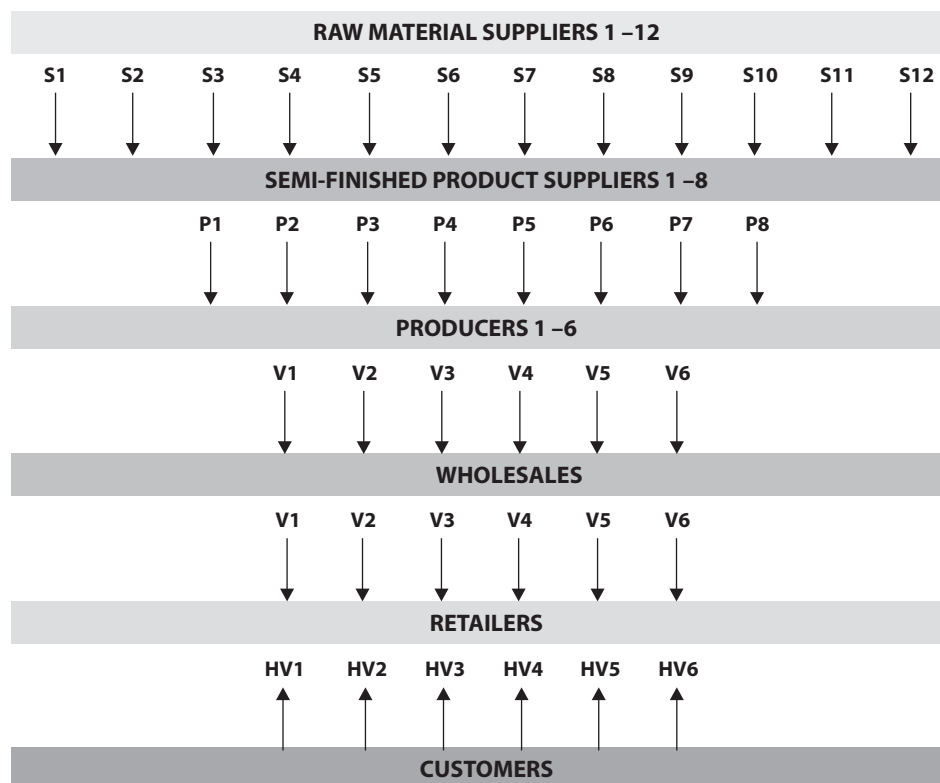 RAW MATERIAL SUPPLIERS 1 –12
S1 S2 S3 S4 S5 S6 S7 S8 S9 S10 S11 S12
SEMI-FINISHED PRODUCT SUPPLIERS 1 –8
P1 P2 P3 P4 P5 P6 P7 P8
PRODUCERS 1 –6
V1 V2 V3 V4 V5 V6
WHOLESALES
V1 V2 V3 V4 V5 V6
RETAILERS
HV1 HV2 HV3 HV4 HV5 HV6
CUSTOMERS